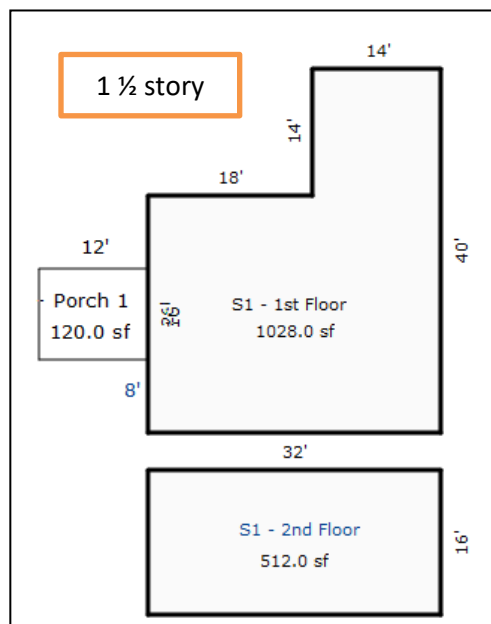 14'
1 ½ story
14'
18'
12'
40'
Porch 1
120.0 sf
S1 - 1st Floor
1028.0 sf
8'
32'
S1 - 2nd Floor
512.0 sf
16'